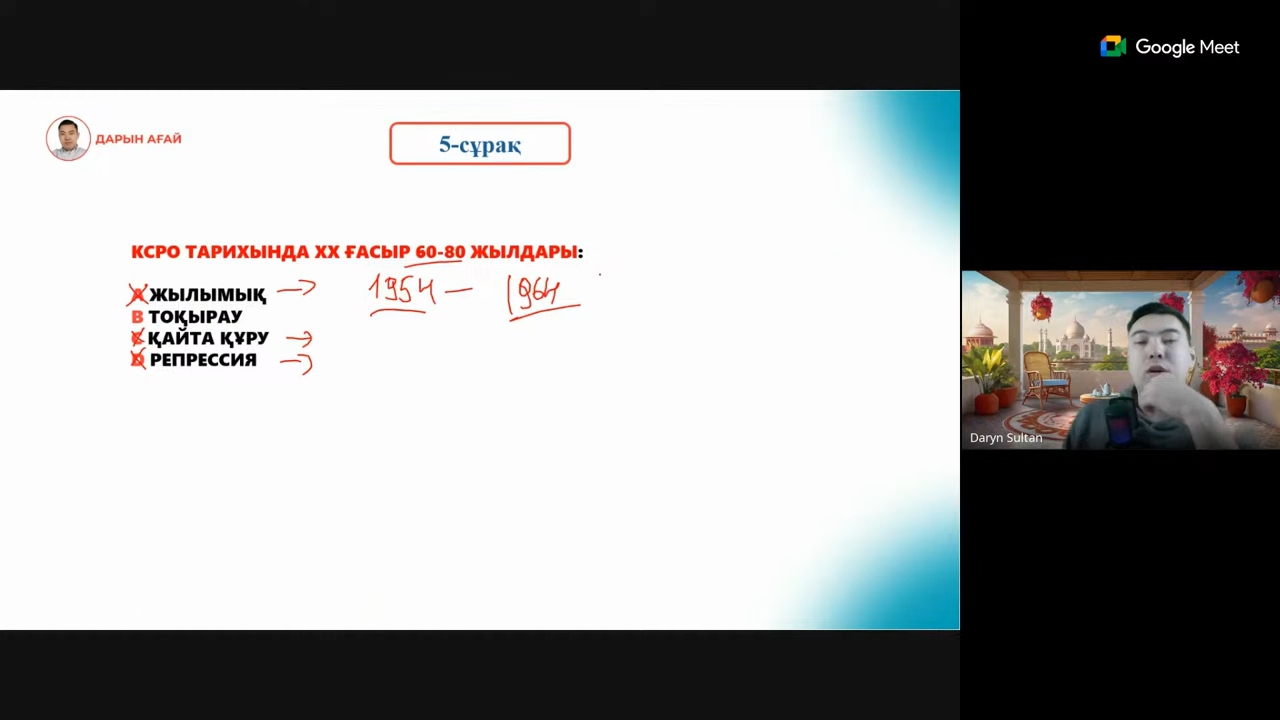 Google Meet
ДАРЫН АҒАЙ
5-сұрақ
КСРО ТАРИХЫНДА ХХ ҒАСЫР 60-80 ЖЫЛДАРЫ:
A ЖЫЛЫМЫҚ → 1954 – 1964
B ТОҚЫРАУ
C ҚАЙТА ҚҰРУ →
D РЕПРЕССИЯ →
Daryn Sultan